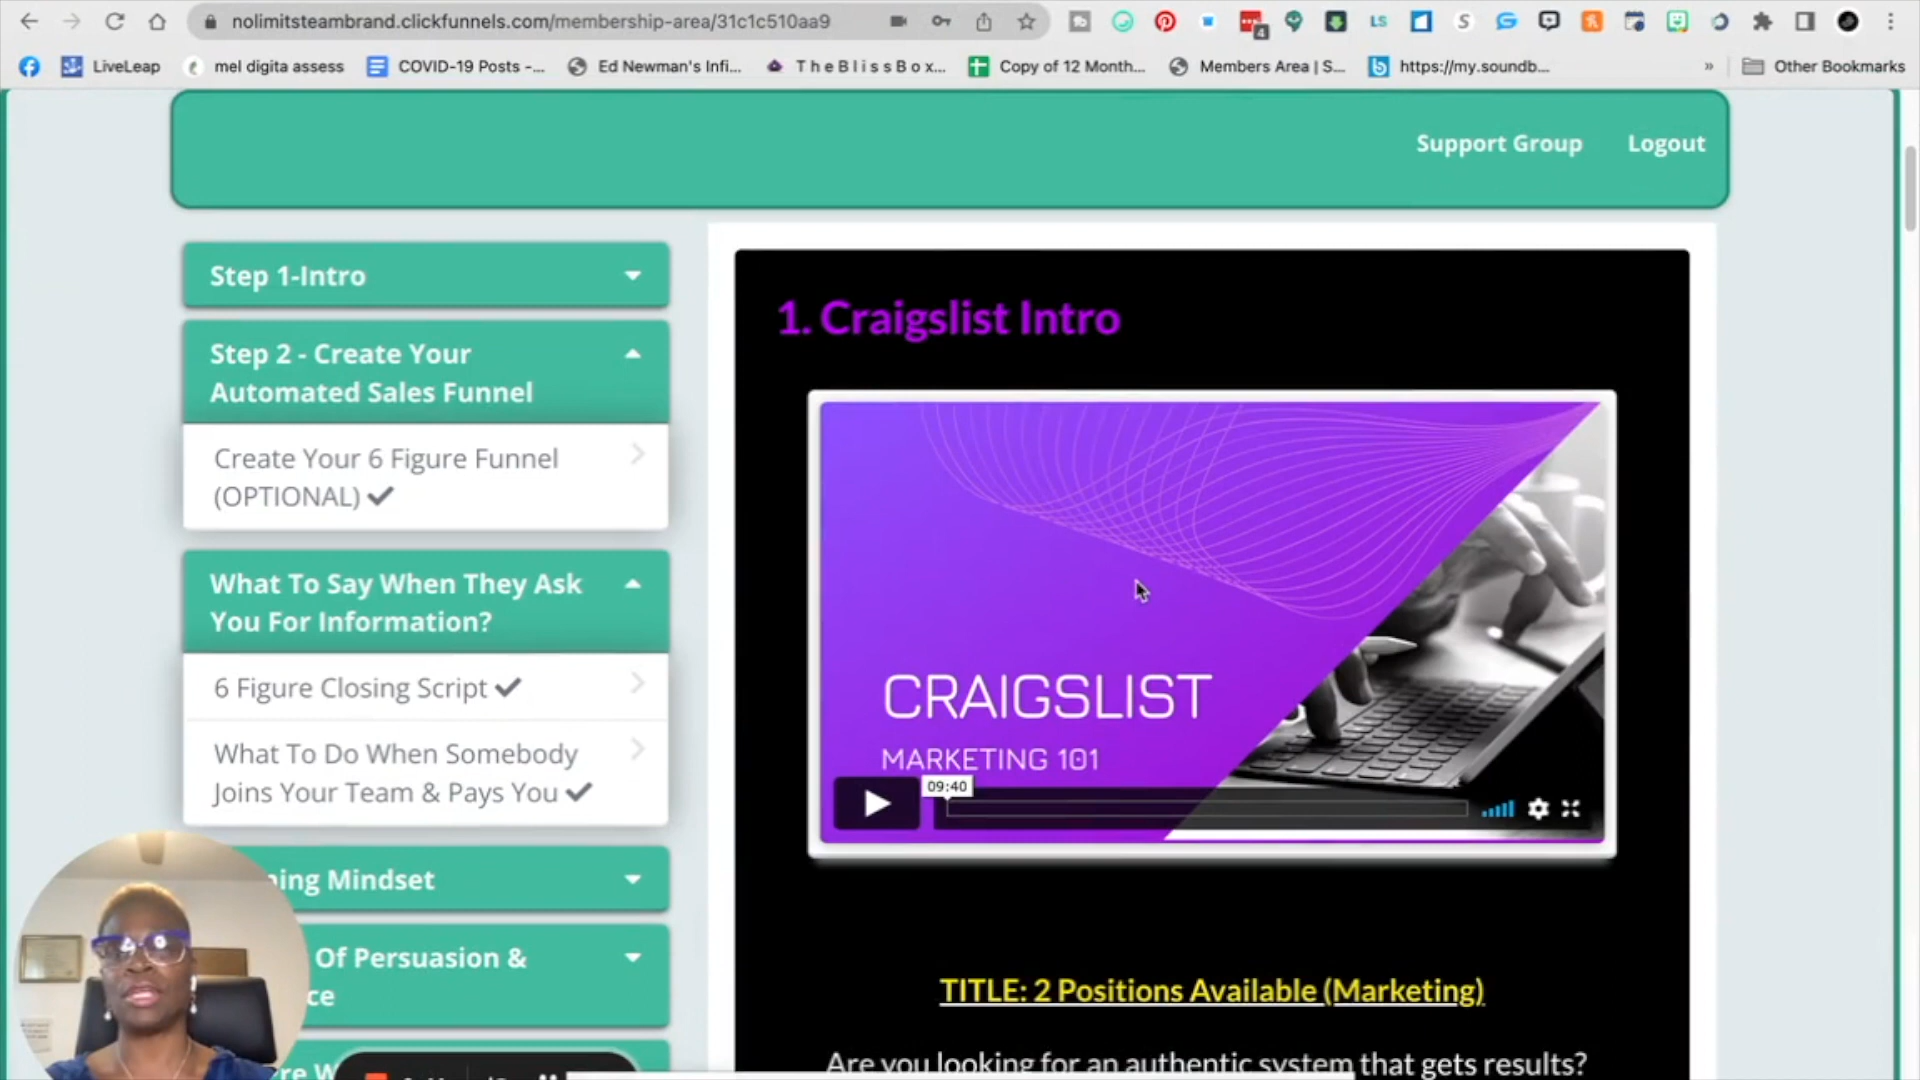 nolimitsteambrand.clickfunnels.com/membership-area/31c1c510aa9
4
LS
S
LiveLeap
mel digita assess
COVID-19 Posts -...
Ed Newman's Infi...
TheBlissBox...
Copy of 12 Month...
Members Area | S...
https://my.soundb...
»
Other Bookmarks
Support Group
Logout
Step 1-Intro
Step 2 - Create Your
Automated Sales Funnel
Create Your 6 Figure Funnel
(OPTIONAL)
What To Say When They Ask
You For Information?
6 Figure Closing Script
What To Do When Somebody
Joins Your Team & Pays You
ning Mindset
Of Persuasion &
ce
1. Craigslist Intro
CRAIGSLIST
MARKETING 101
09:40
TITLE: 2 Positions Available (Marketing)
Are you looking for an authentic system that gets results?